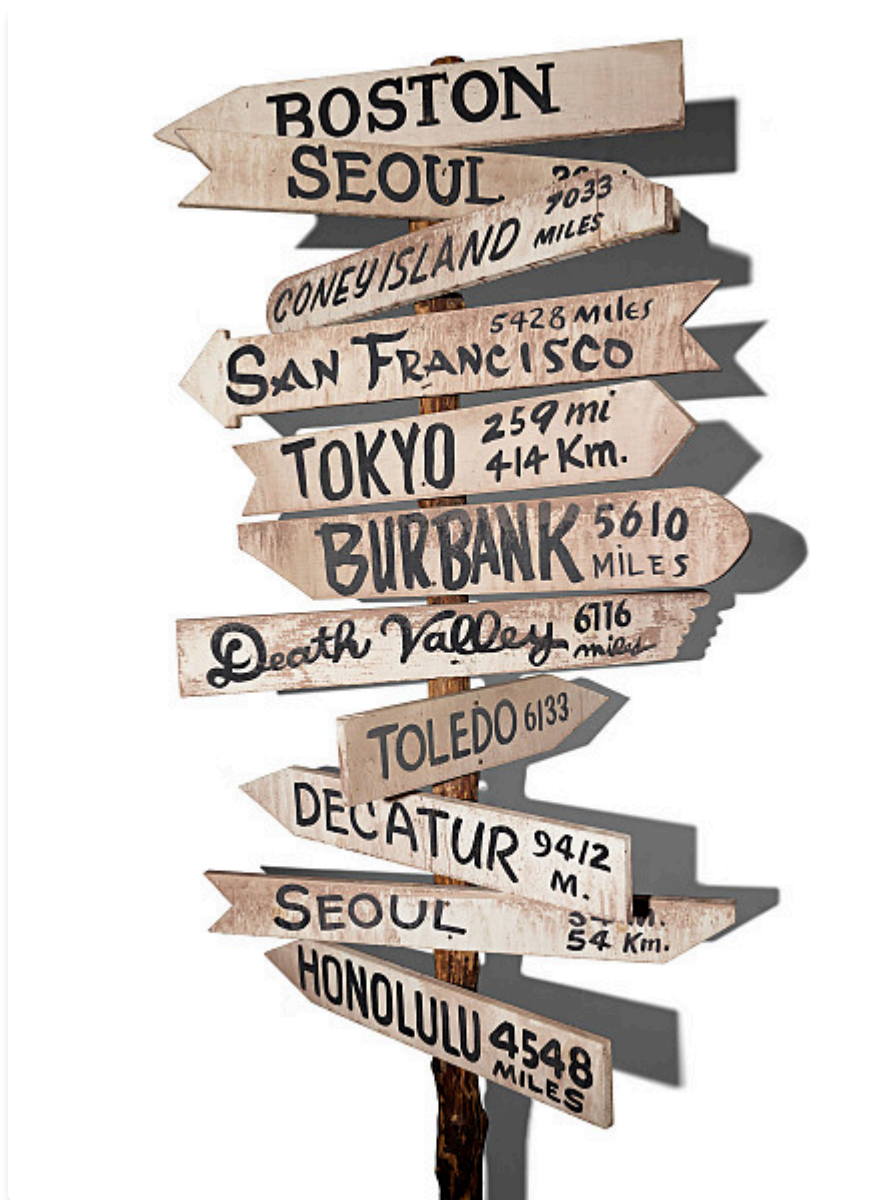 BOSTON
SEOUL
CONEY ISLAND 7033
MILES
5428 MILES
SAN FRANCISCO
TOKYO 259 mi
414 Km.
BURBANK 5610
MILES
Death Valley 6116
miles
TOLEDO 6133
DECATUR 9412
M.
SEOUL
54 Km.
HONOLULU 4548
MILES